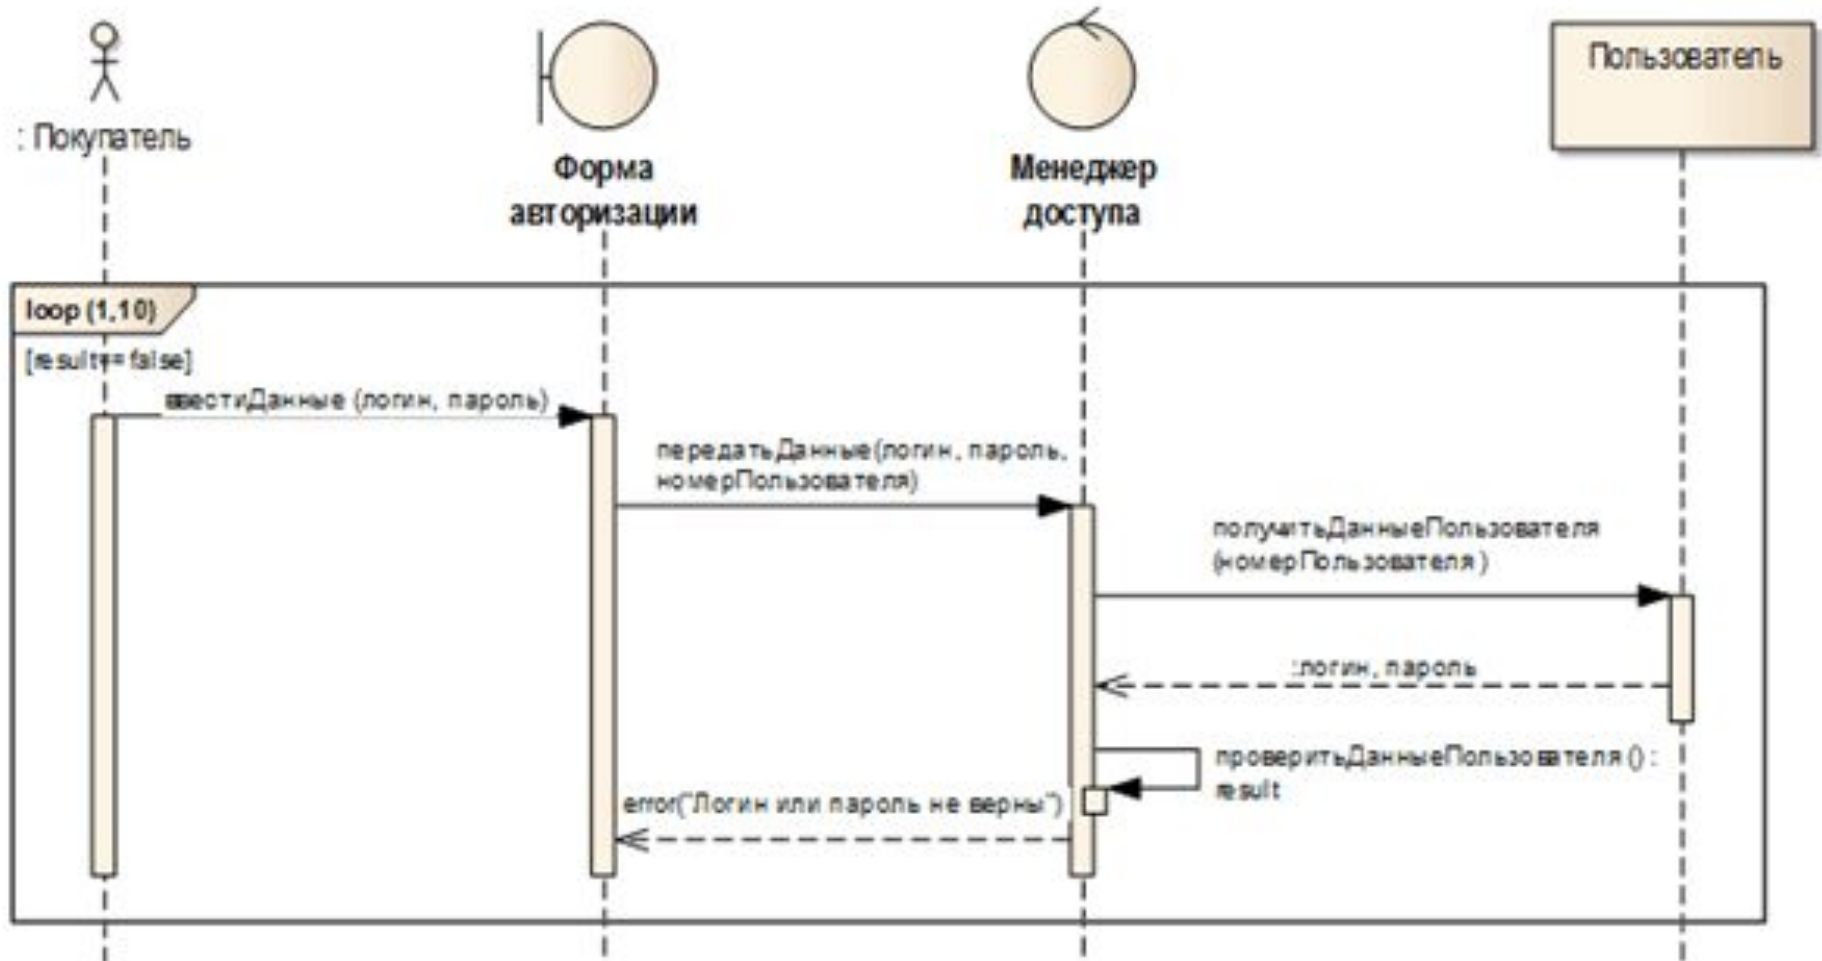 : Покупатель
Форма
авторизации
Менеджер
доступа
Пользователь
loop (1,10)
[result== false]
ввестиДанные (логин, пароль)
передатьДанные(логин, пароль,
номерПользователя)
получитьДанныеПользователя
(номерПользователя )
:логин, пароль
проверитьДанныеПользователя () :
result
error("Логин или пароль не верны")